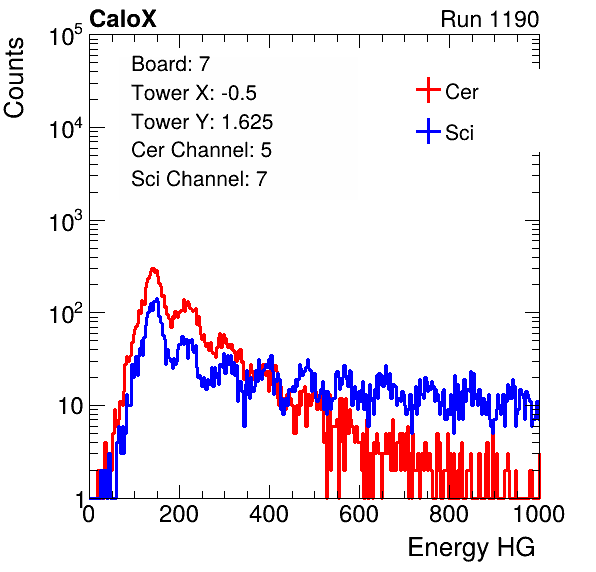 CaloX Run 1190
Counts
10^5
10^4
10^3
10^2
10
1
Board: 7
Tower X: -0.5
Tower Y: 1.625
Cer Channel: 5
Sci Channel: 7
Cer
Sci
0 200 400 600 800 1000
Energy HG